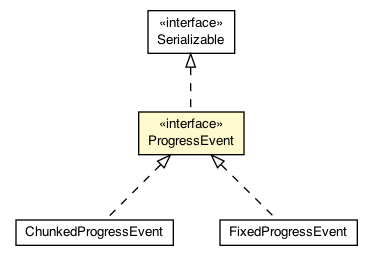 «interface»
Serializable
«interface»
ProgressEvent
ChunkedProgressEvent
FixedProgressEvent